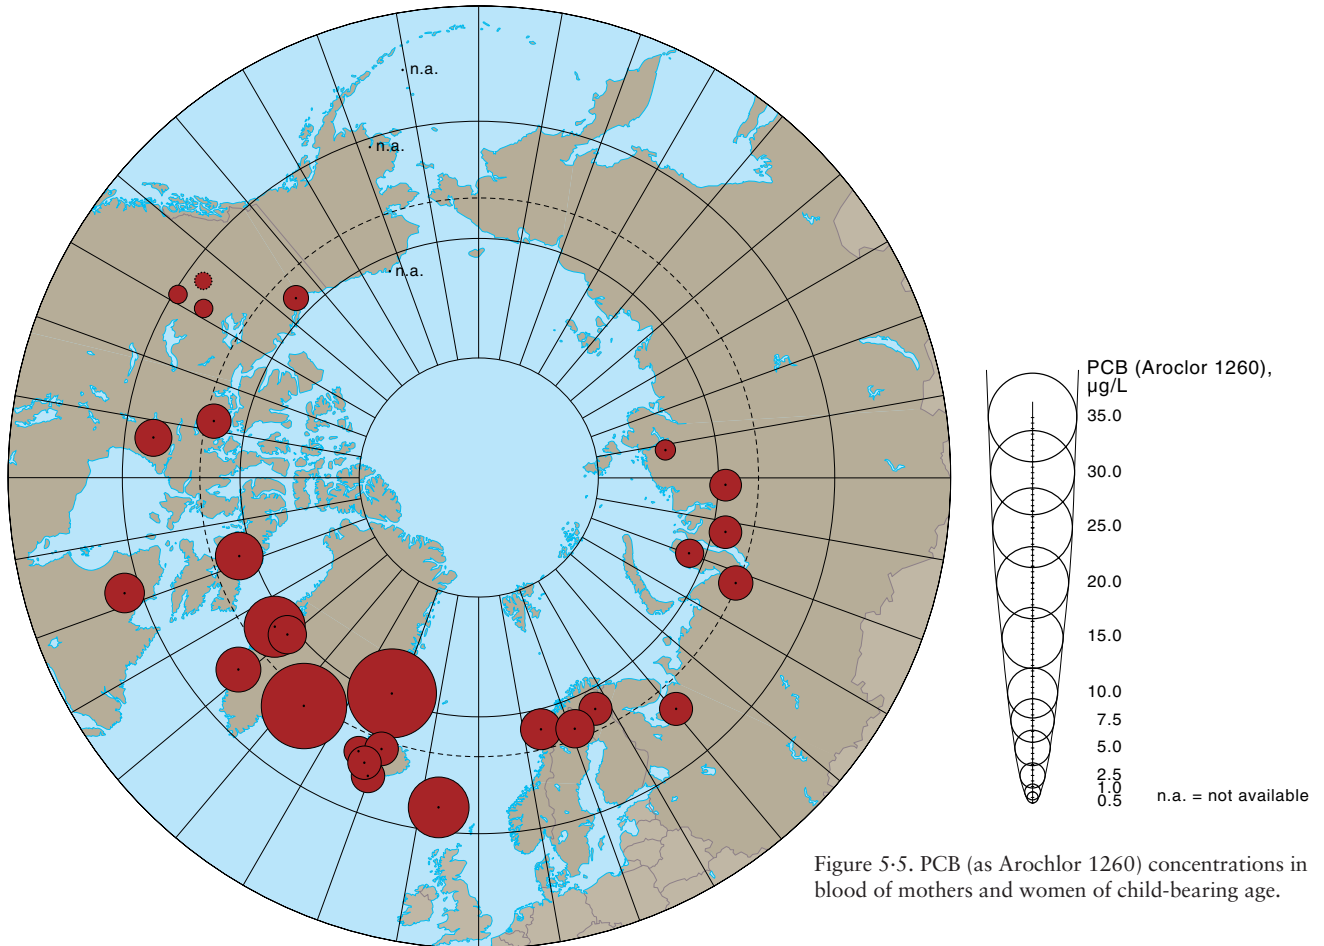 n.a.
n.a.
n.a.
PCB (Aroclor 1260),
µg/L
35.0
30.0
25.0
20.0
15.0
10.0
7.5
5.0
2.5
1.0
0.5
n.a. = not available
Figure 5·5. PCB (as Arochlor 1260) concentrations in
blood of mothers and women of child-bearing age.